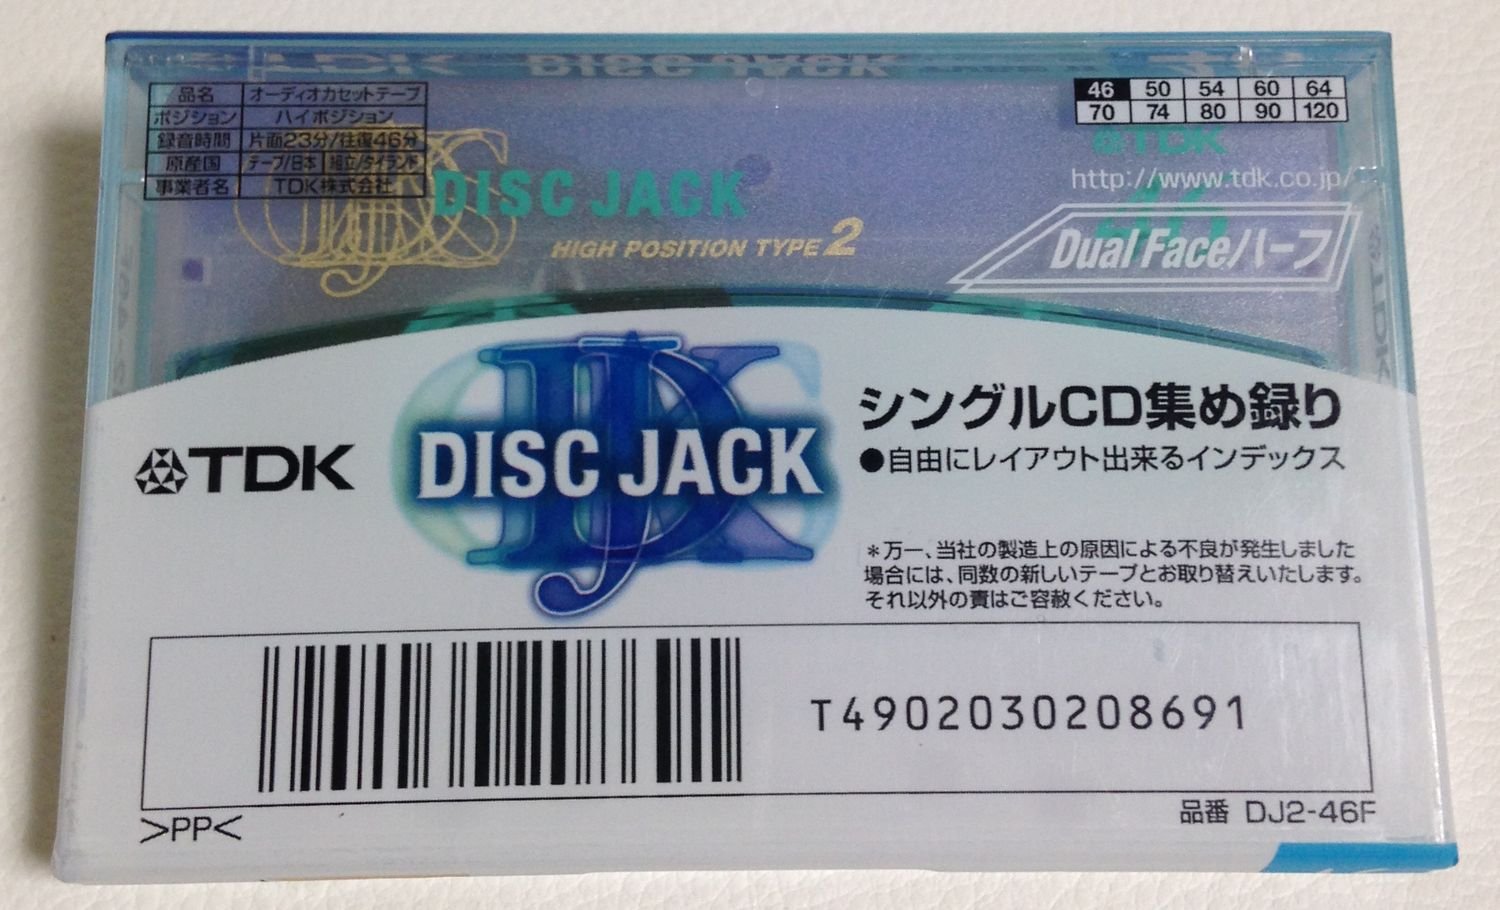 TDK DISC JACK
品名 オーディオカセットテープ
ポジション ハイポジション
録音時間 片面23分/往復46分
原産国 テープ/日本 組立/タイランド
事業者名 TDK株式会社
46 50 54 60 64
70 74 80 90 120
TDK
http://www.tdk.co.jp/
DISC JACK
46
HIGH POSITION TYPE 2
Dual Faceハーフ
TDK
DISC JACK
シングルCD集め録り
●自由にレイアウト出来るインデックス
*万一、当社の製造上の原因による不良が発生しました
場合には、同数の新しいテープとお取り替えいたします。
それ以外の責はご容赦ください。
T4902030208691
>PP<
品番 DJ2-46F